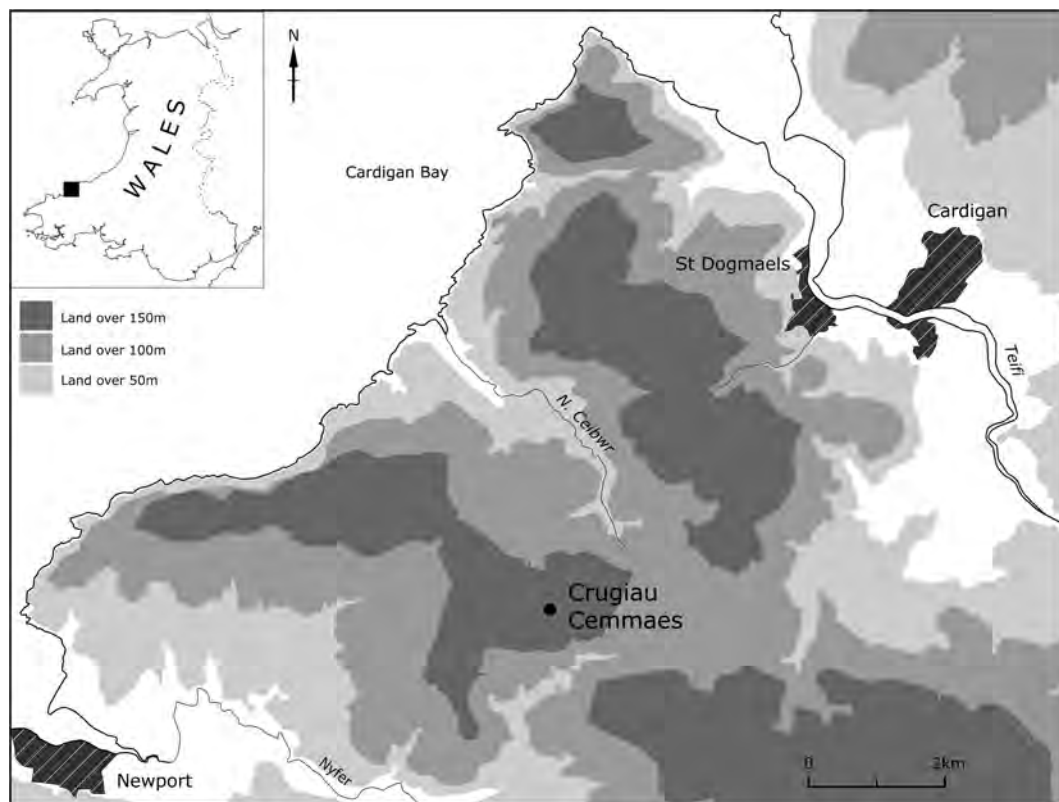 WALES
N
Cardigan Bay
Cardigan
St Dogmaels
Land over 150m
Land over 100m
Land over 50m
Teifi
N. Ceibwr
Crugiau
Cemmaes
Newport
Nyfer
0 2km